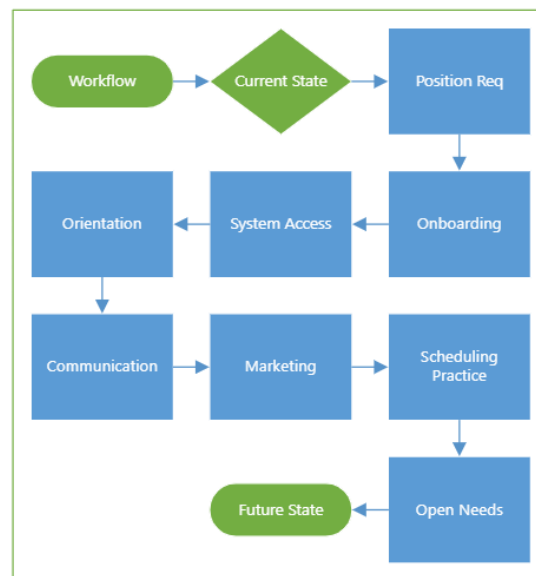 Workflow
Current State
Position Req
Onboarding
System Access
Orientation
Communication
Marketing
Scheduling
Practice
Open Needs
Future State